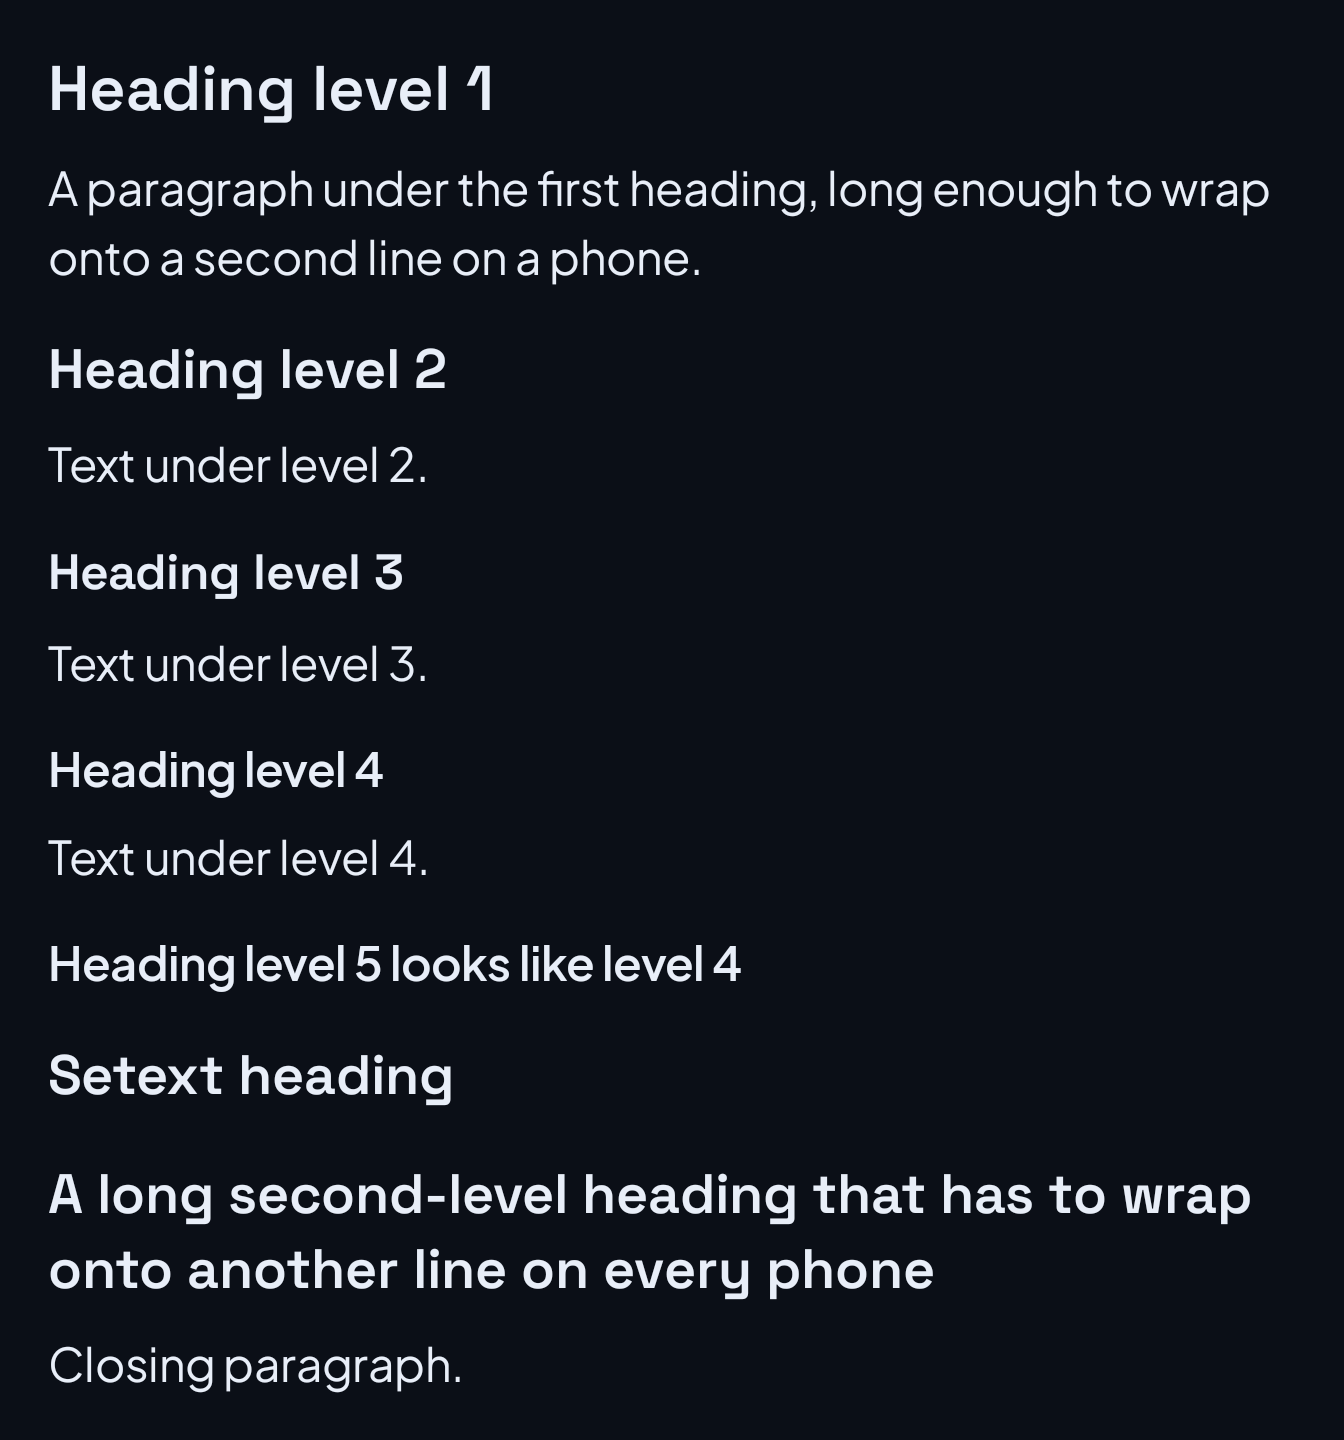 Heading level 1
A paragraph under the first heading, long enough to wrap
onto a second line on a phone.
Heading level 2
Text under level 2.
Heading level 3
Text under level 3.
Heading level 4
Text under level 4.
Heading level 5 looks like level 4
Setext heading
A long second-level heading that has to wrap
onto another line on every phone
Closing paragraph.